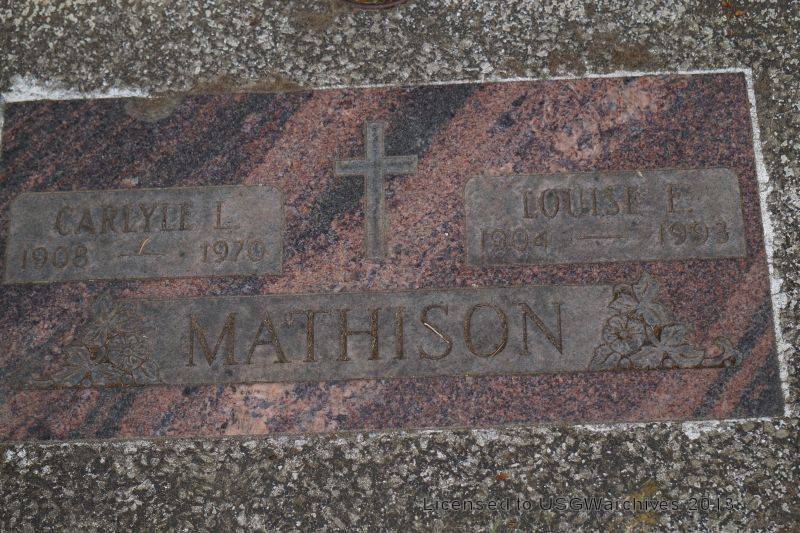 CARLYLE L.
1908 — 1970
LOUISE E.
1904 — 1993
MATHISON
Licensed to USGWarchives 2013